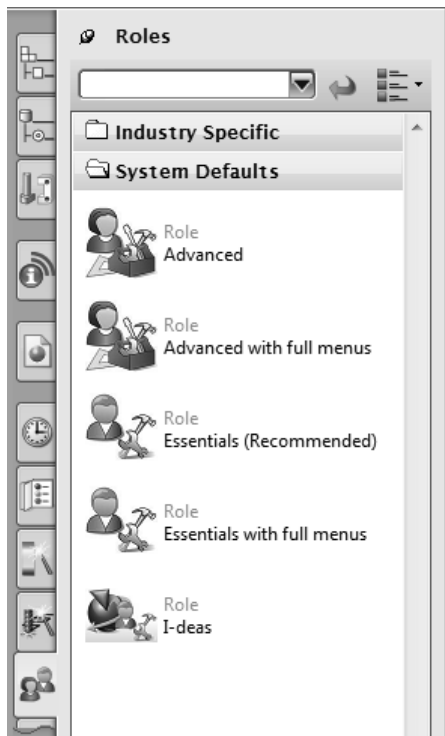 Roles
Industry Specific
System Defaults
Role
Advanced
Role
Advanced with full menus
Role
Essentials (Recommended)
Role
Essentials with full menus
Role
I-deas